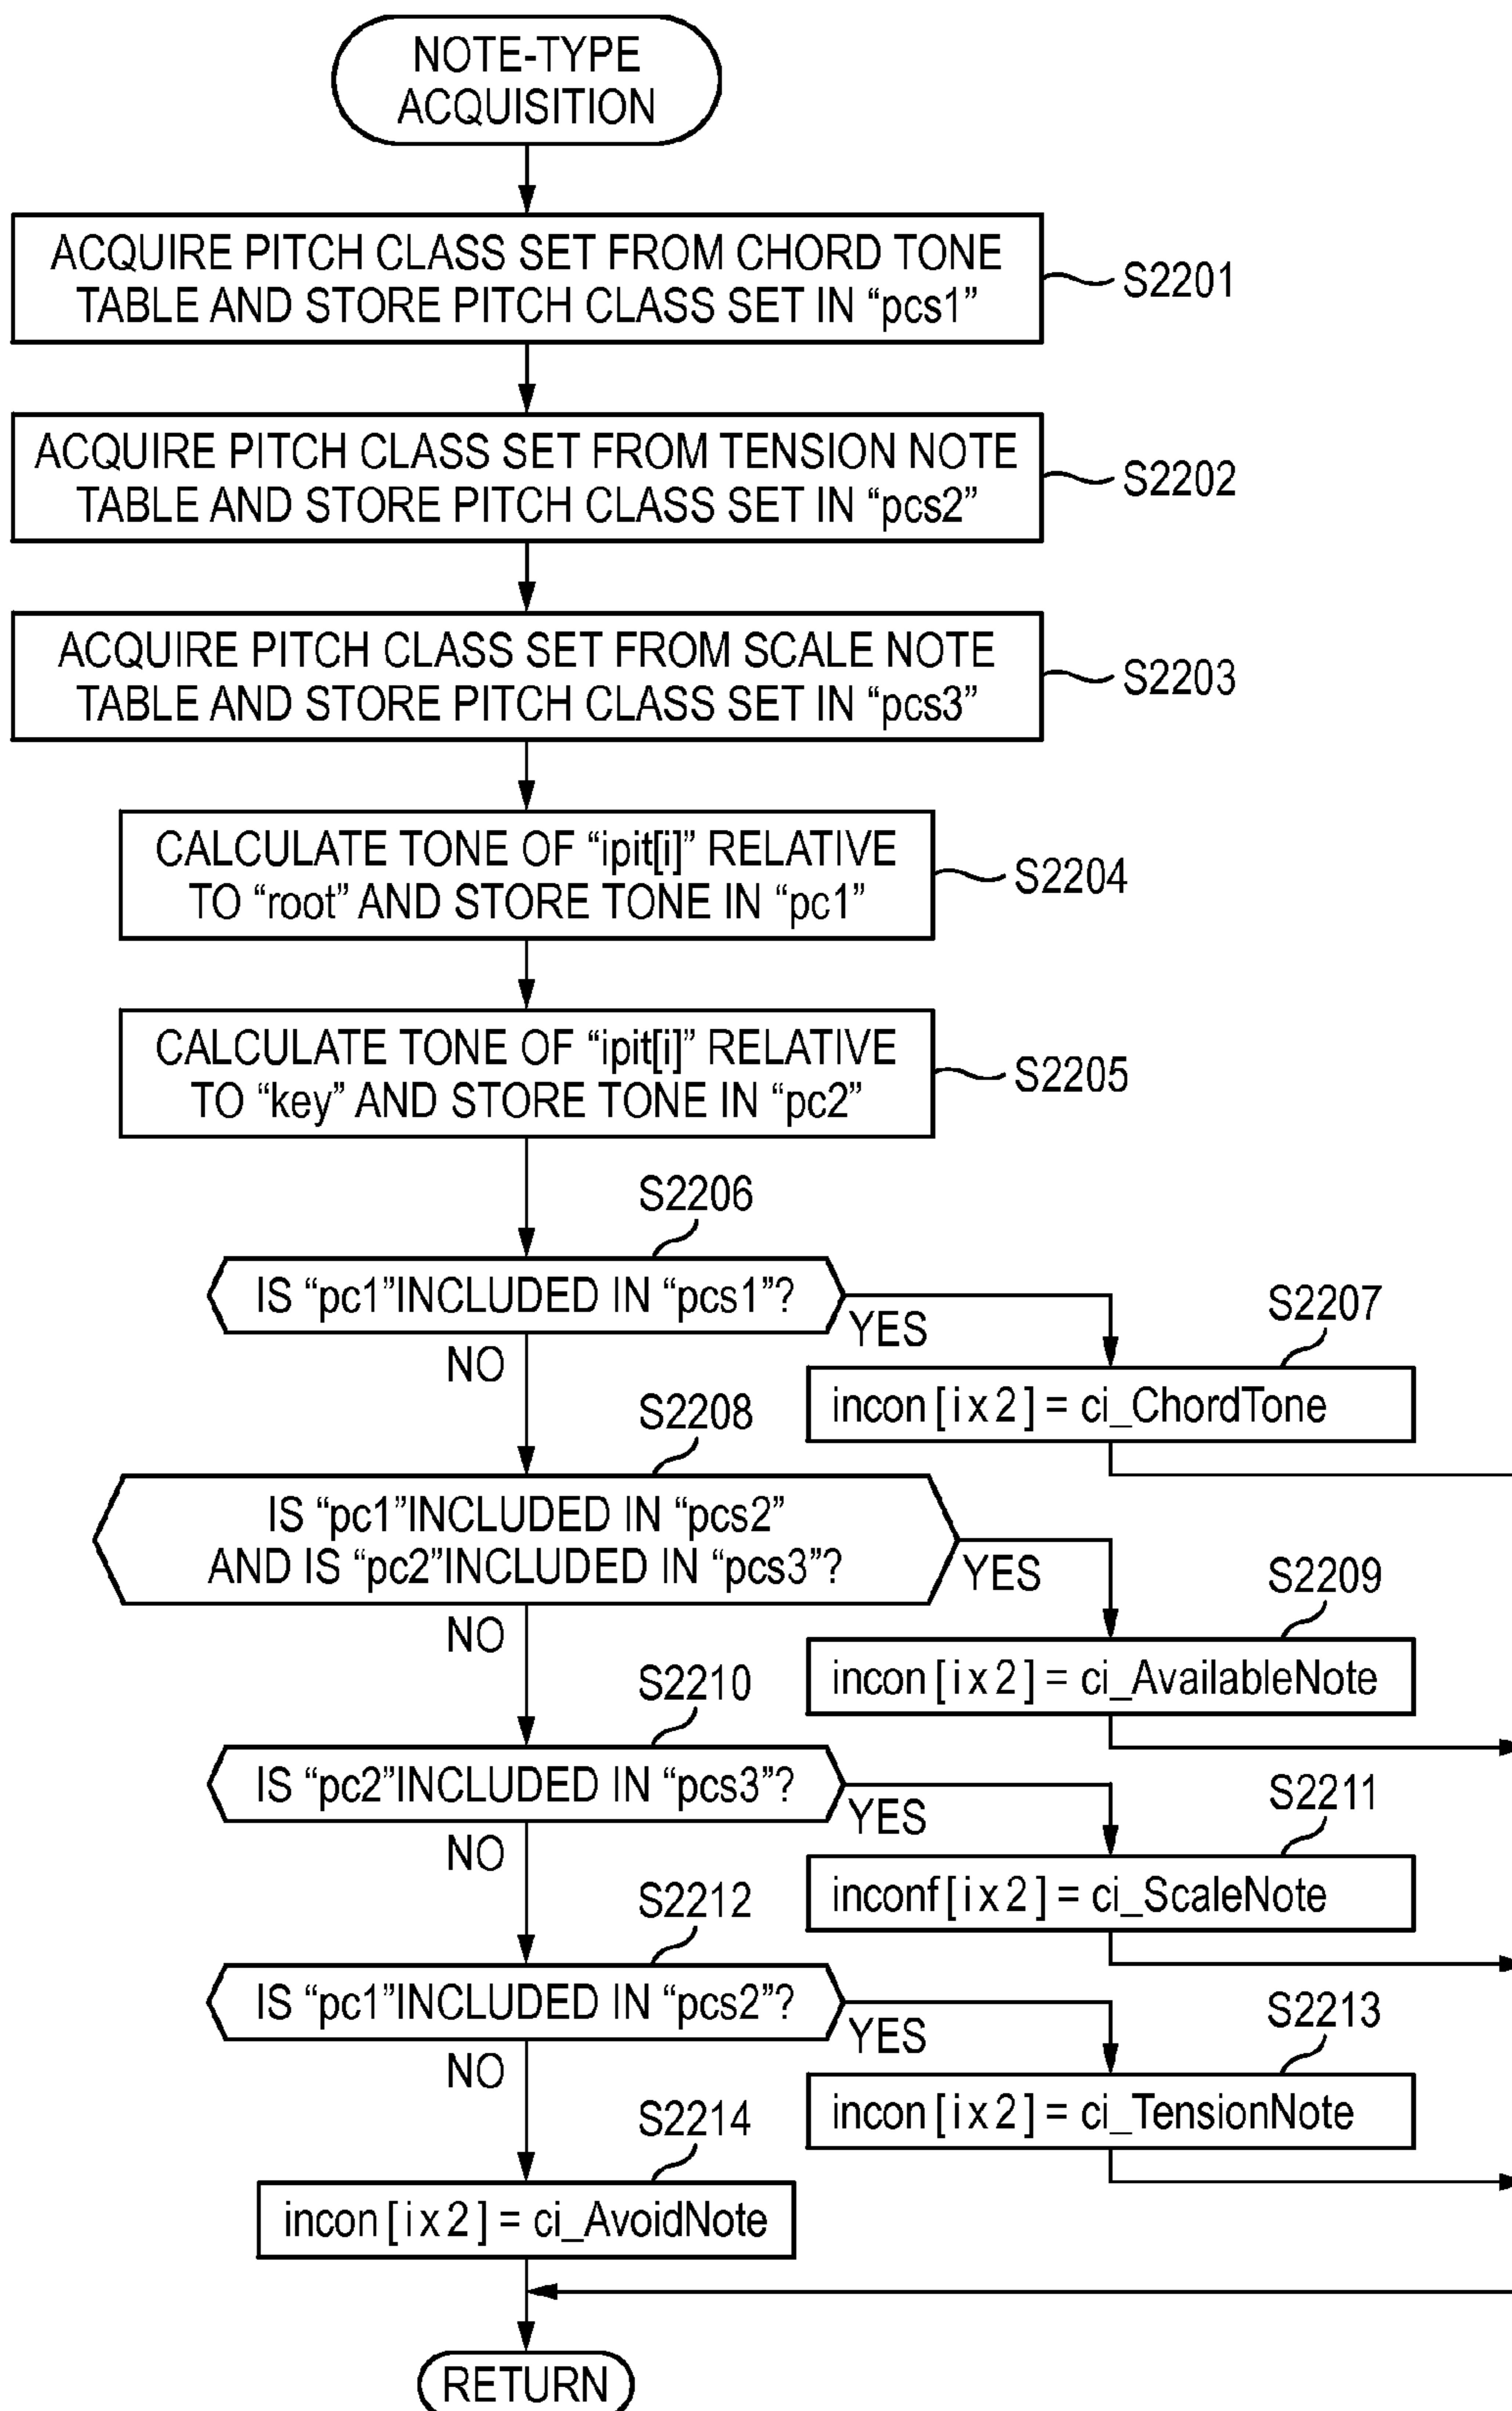 NOTE-TYPE
ACQUISITION
ACQUIRE PITCH CLASS SET FROM CHORD TONE
TABLE AND STORE PITCH CLASS SET IN “pcs1”
S2201
ACQUIRE PITCH CLASS SET FROM TENSION NOTE
TABLE AND STORE PITCH CLASS SET IN “pcs2”
S2202
ACQUIRE PITCH CLASS SET FROM SCALE NOTE
TABLE AND STORE PITCH CLASS SET IN “pcs3”
S2203
CALCULATE TONE OF “ipit[i]” RELATIVE
TO “root” AND STORE TONE IN “pc1”
S2204
CALCULATE TONE OF “ipit[i]” RELATIVE
TO “key” AND STORE TONE IN “pc2”
S2205
S2206
IS “pc1”INCLUDED IN “pcs1”?
YES
NO
S2207
incon [ i x 2 ] = ci_ChordTone
S2208
IS “pc1”INCLUDED IN “pcs2”
AND IS “pc2”INCLUDED IN “pcs3”?
YES
NO
S2209
incon [ i x 2 ] = ci_AvailableNote
S2210
IS “pc2”INCLUDED IN “pcs3”?
YES
NO
S2211
inconf [ i x 2 ] = ci_ScaleNote
S2212
IS “pc1”INCLUDED IN “pcs2”?
YES
NO
S2213
incon [ i x 2 ] = ci_TensionNote
S2214
incon [ i x 2 ] = ci_AvoidNote
RETURN